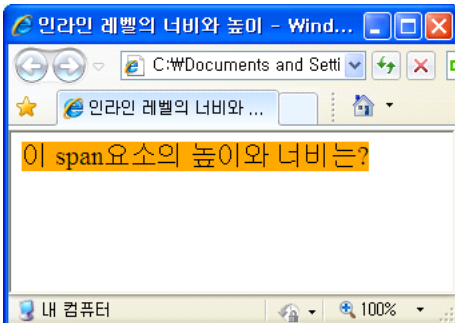 인라인 레벨의 너비와 높이 - Wind...
C:₩Documents and Setti
인라인 레벨의 너비와 ...
이 span요소의 높이와 너비는?
내 컴퓨터
100%